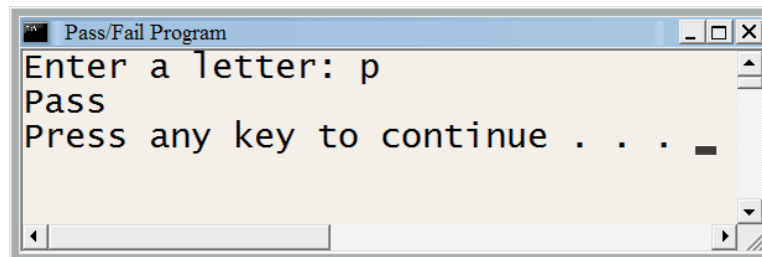 Pass/Fail Program
Enter a letter: p
Pass
Press any key to continue . . . _